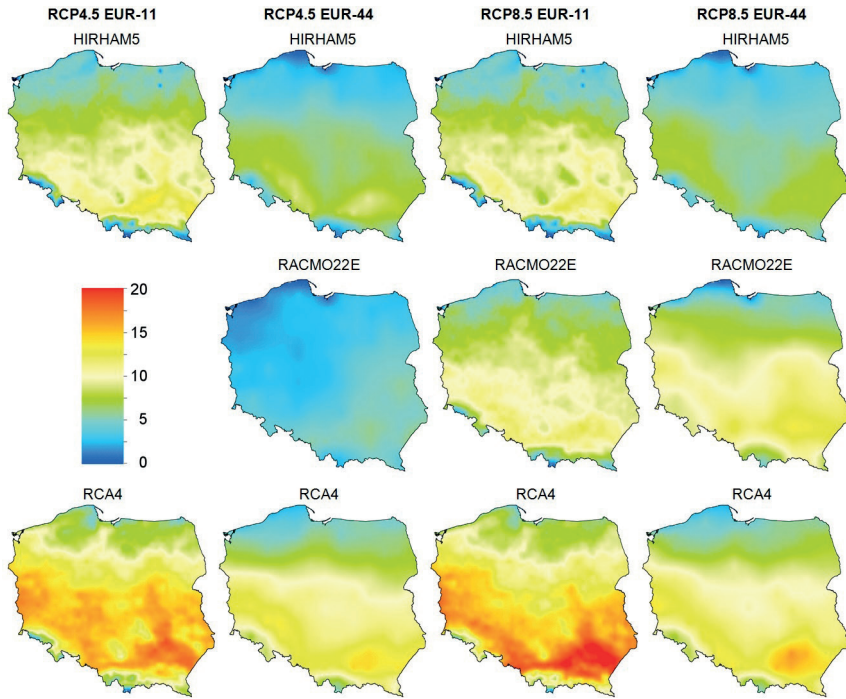 RCP4.5 EUR-11 RCP4.5 EUR-44 RCP8.5 EUR-11 RCP8.5 EUR-44
HIRHAM5 HIRHAM5 HIRHAM5 HIRHAM5
RACMO22E RACMO22E RACMO22E
20
15
10
5
0
RCA4 RCA4 RCA4 RCA4